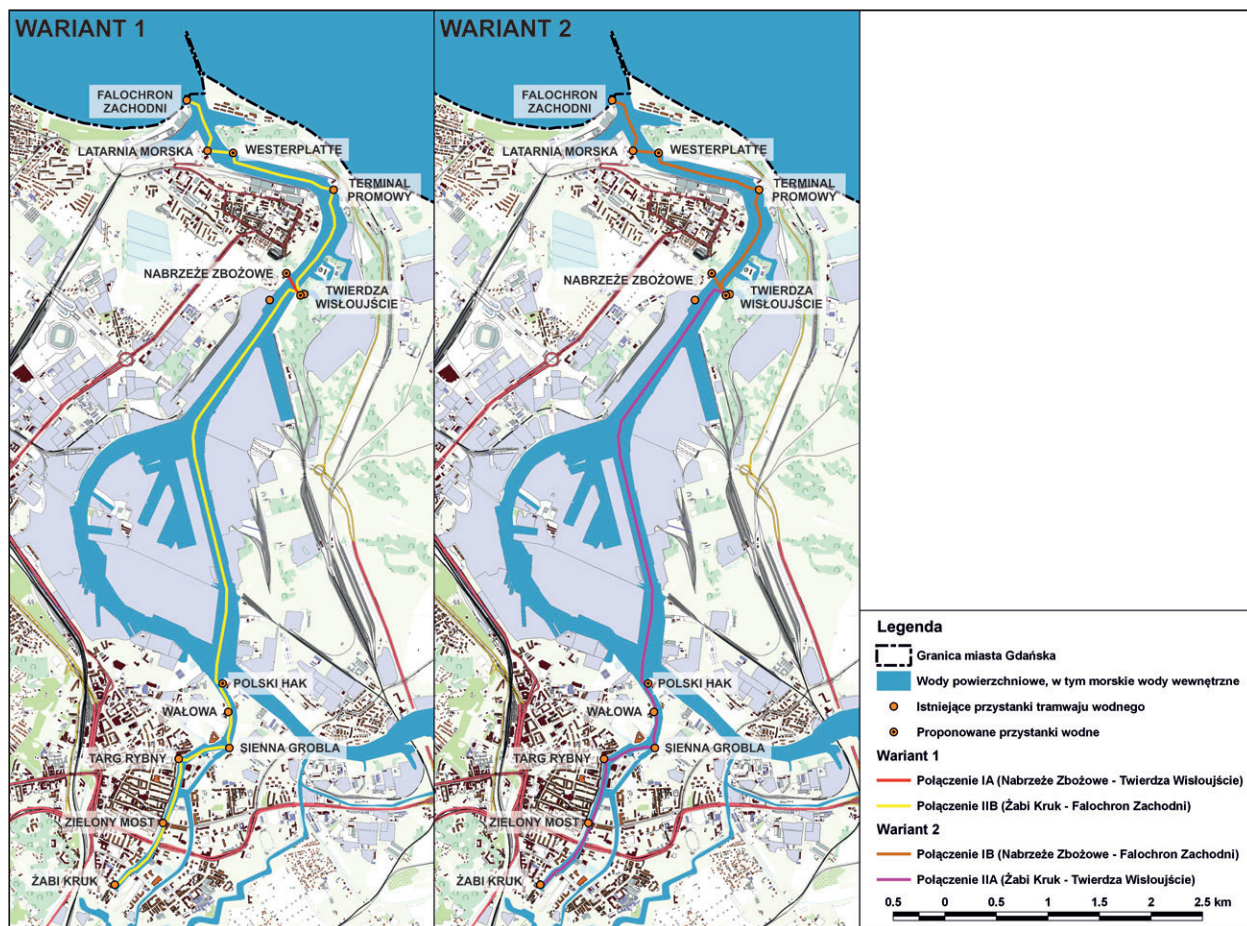 WARIANT 1
FALOCHRON
ZACHODNI
LATARNIA MORSKA
WESTERPLATTE
TERMINAL
PROMOWY
NABRZEŻE ZBOŻOWE
TWIERDZA
WISŁOUJŚCIE
POLSKI HAK
WAŁOWA
SIENNA GROBLA
TARG RYBNY
ZIELONY MOST
ŻABI KRUK
WARIANT 2
FALOCHRON
ZACHODNI
LATARNIA MORSKA
WESTERPLATTE
TERMINAL
PROMOWY
NABRZEŻE ZBOŻOWE
TWIERDZA
WISŁOUJŚCIE
POLSKI HAK
WAŁOWA
SIENNA GROBLA
TARG RYBNY
ZIELONY MOST
ŻABI KRUK
Legenda
Granica miasta Gdańska
Wody powierzchniowe, w tym morskie wody wewnętrzne
Istniejące przystanki tramwaju wodnego
Proponowane przystanki wodne
Wariant 1
Połączenie IA (Nabrzeże Zbożowe - Twierdza Wisłoujście)
Połączenie IIB (Żabi Kruk - Falochron Zachodni)
Wariant 2
Połączenie IB (Nabrzeże Zbożowe - Falochron Zachodni)
Połączenie IIA (Żabi Kruk - Twierdza Wisłoujście)
0.5 0 0.5 1 1.5 2 2.5 km